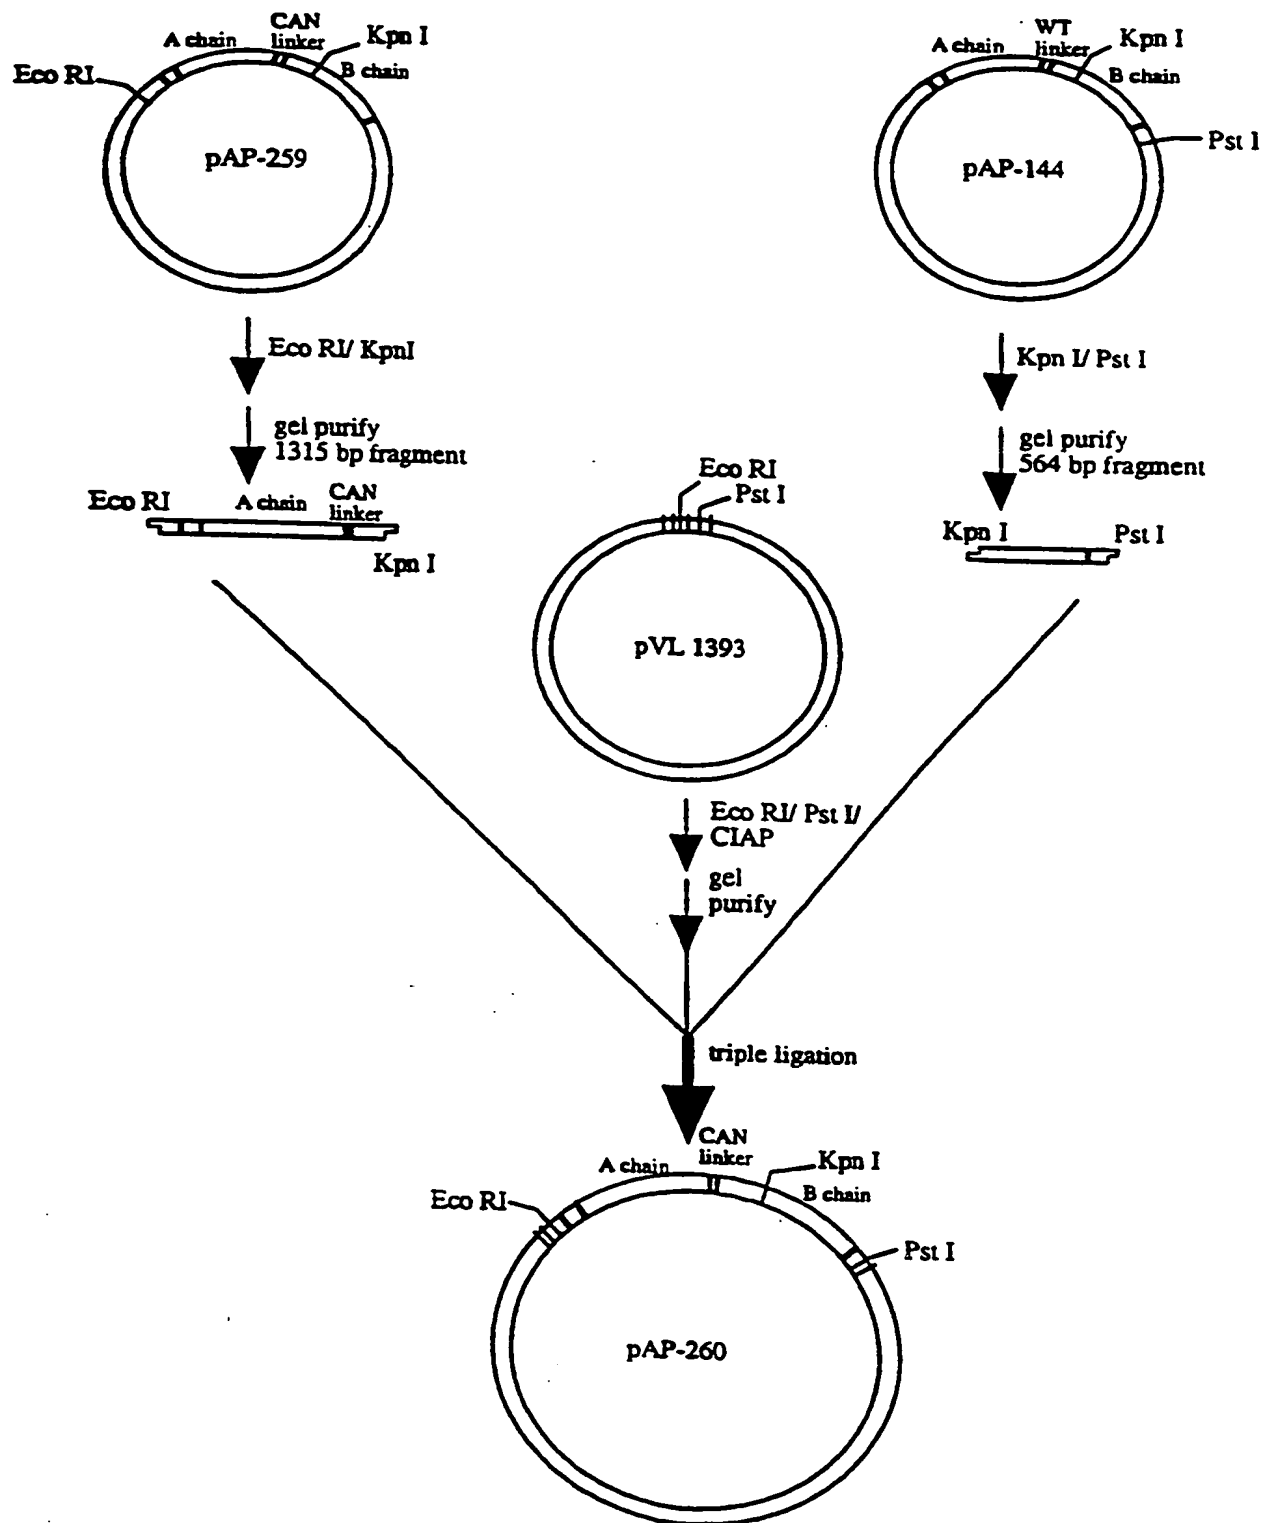 A chain
CAN
linker
Kpn I
B chain
Eco RI
pAP-259
Eco RI/ KpnI
gel purify
1315 bp fragment
Eco RI
A chain
CAN
linker
Kpn I
A chain
WT
linker
Kpn I
B chain
Pst I
pAP-144
Kpn I/ Pst I
gel purify
564 bp fragment
Kpn I
Pst I
Eco RI
Pst I
pVL 1393
Eco RI/ Pst I/
CIAP
gel
purify
triple ligation
A chain
CAN
linker
Kpn I
B chain
Eco RI
Pst I
pAP-260